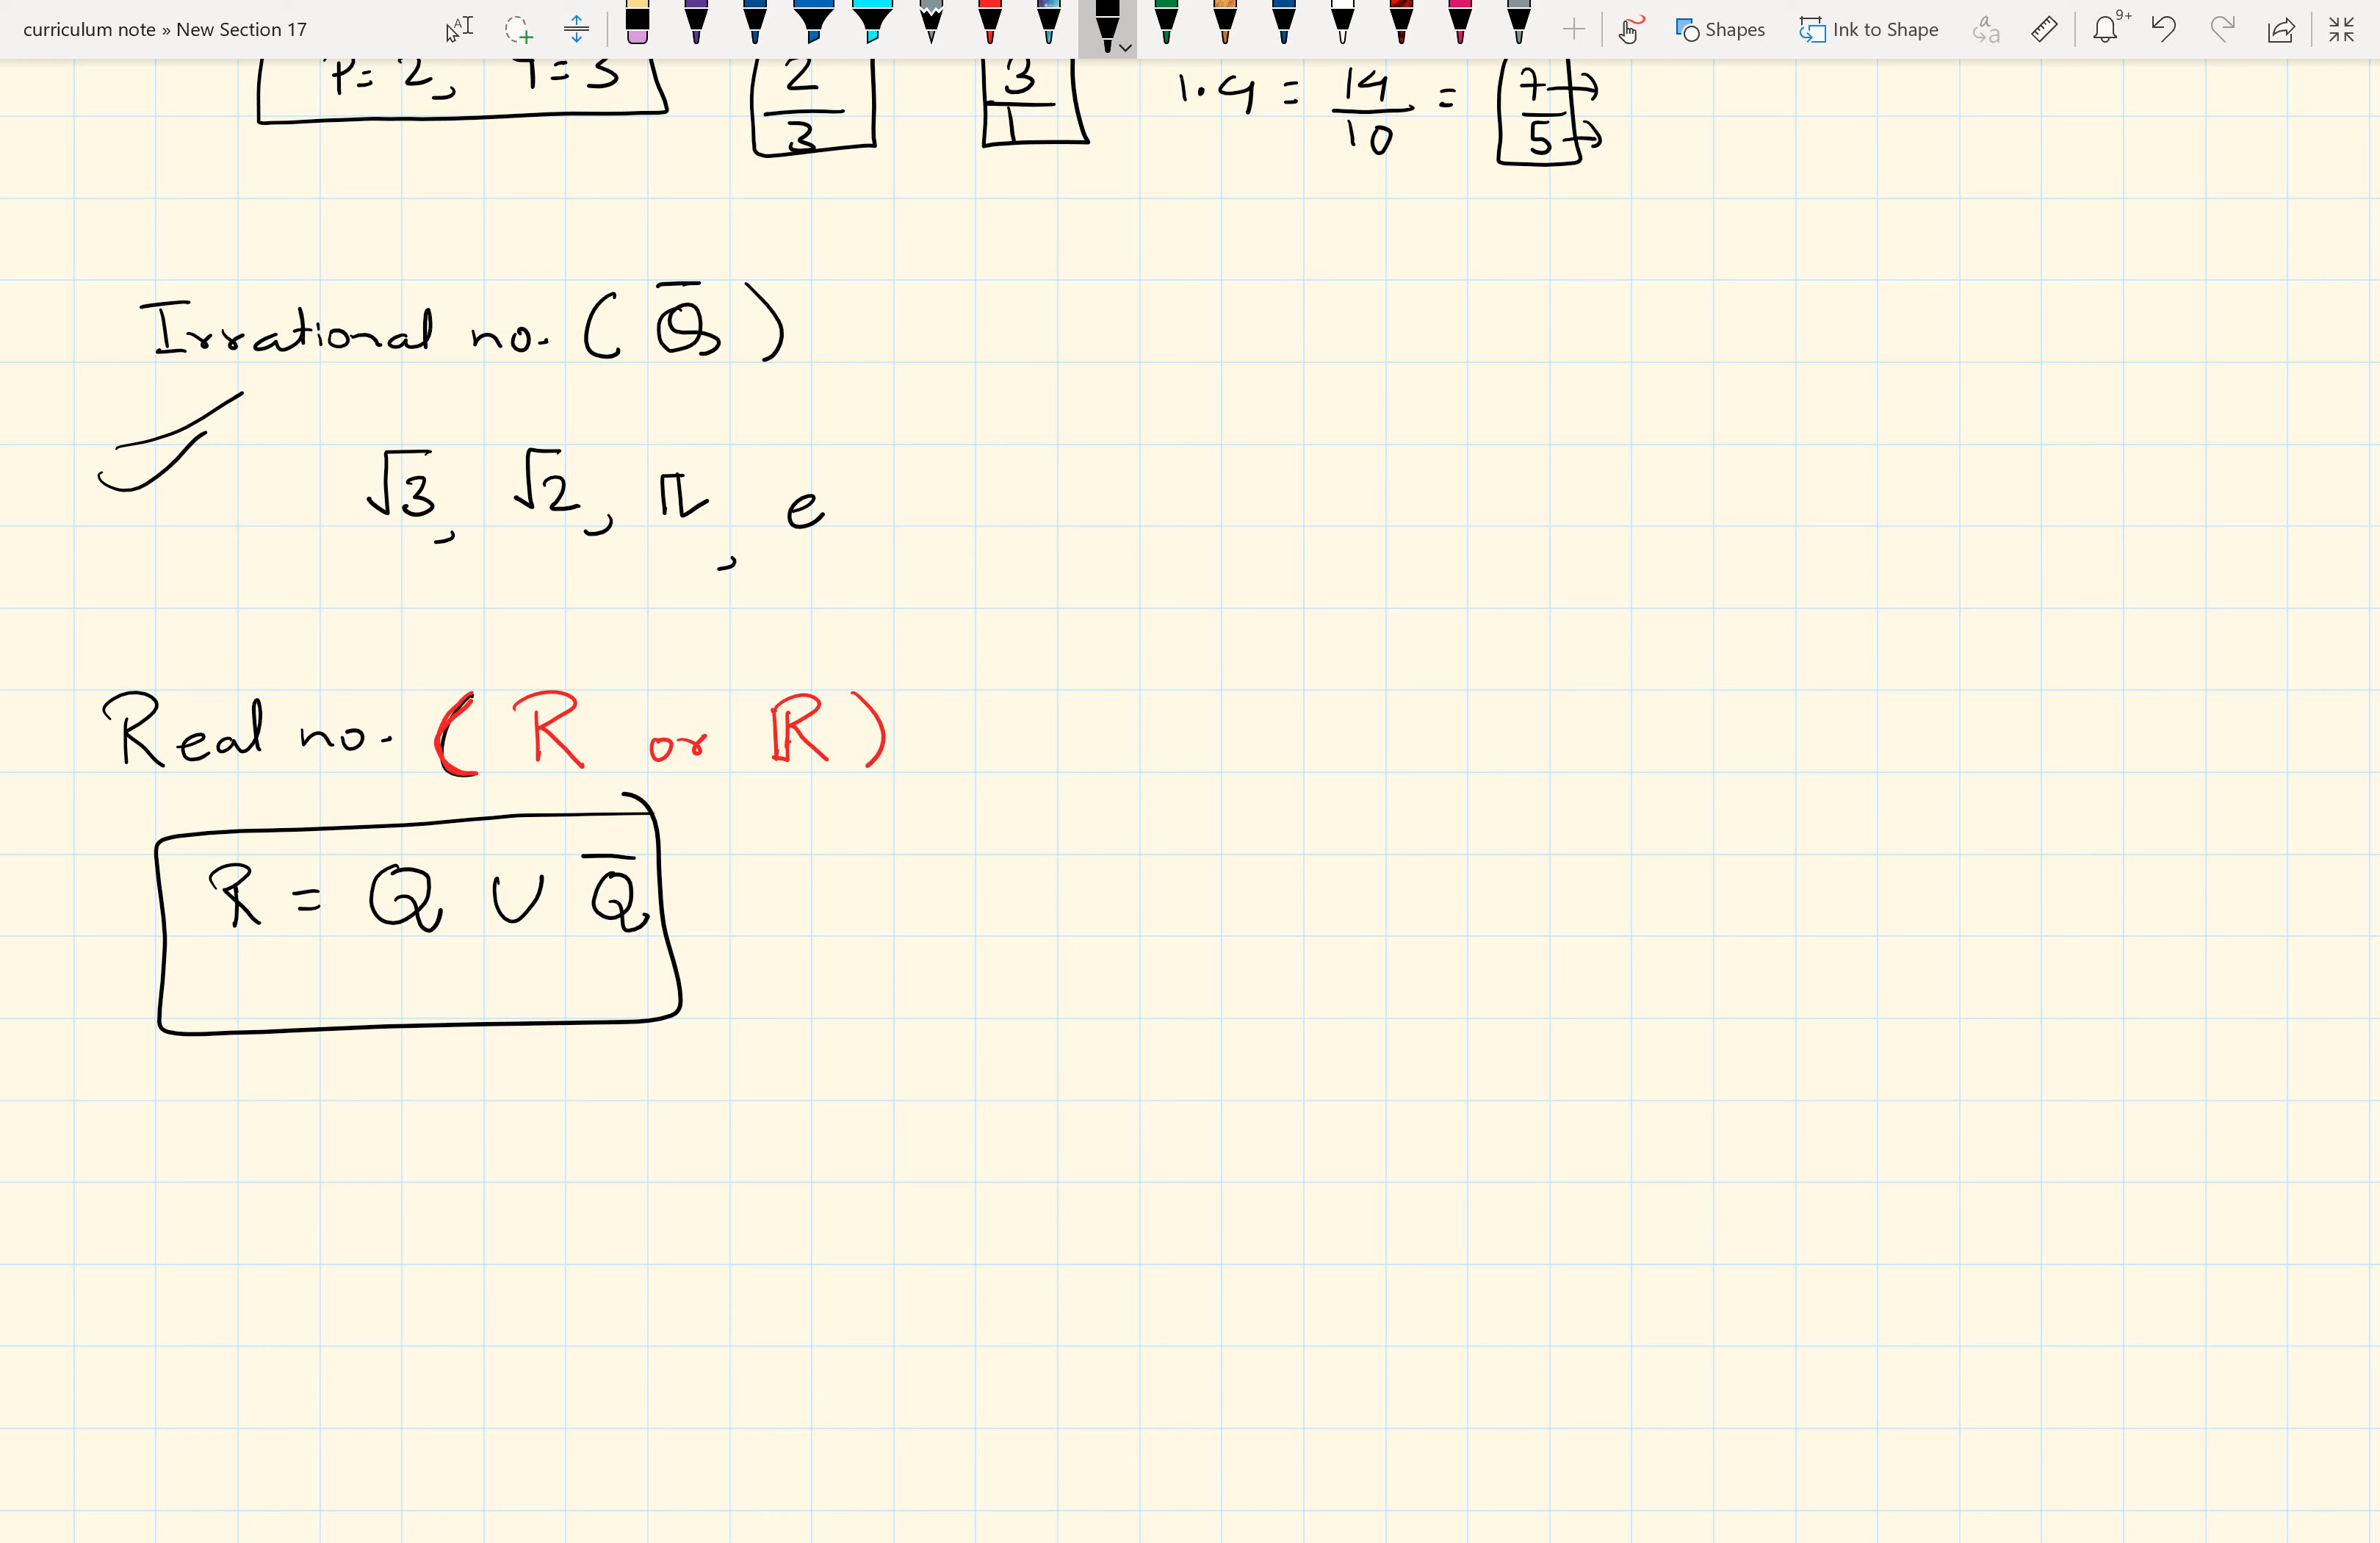 curriculum note » New Section 17
Shapes
Ink to Shape
9+
p = 2, q = 3   2/3   3/1   1.4 = 14/10 = 7/5
Irrational no. (Q̅)
√3, √2, π, e
Real no. (R or ℝ)
R = Q ∪ Q̅